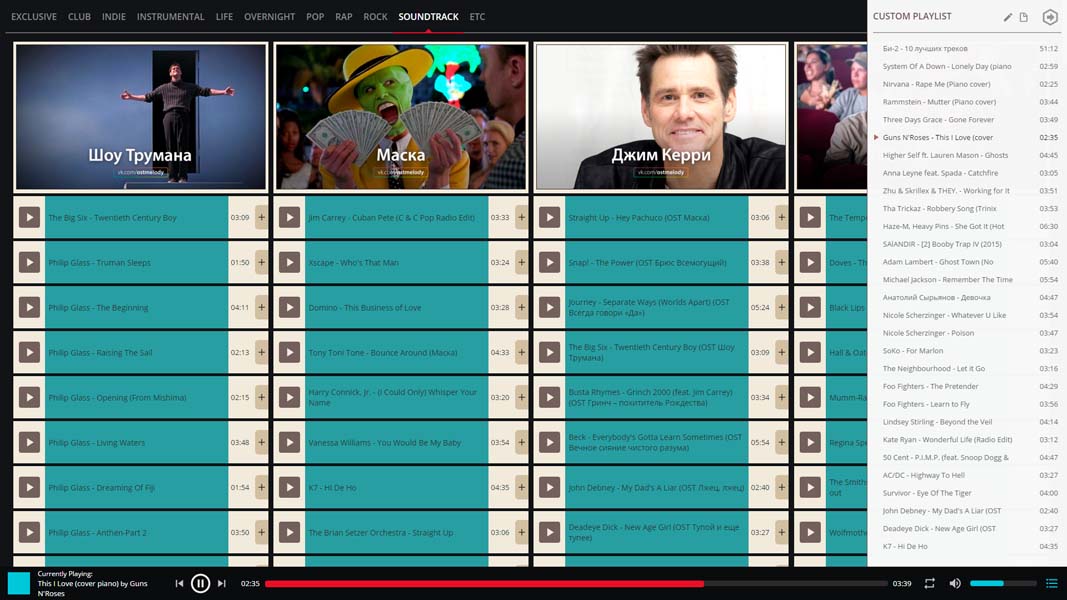 EXCLUSIVE CLUB INDIE INSTRUMENTAL LIFE OVERNIGHT POP RAP ROCK SOUNDTRACK ETC
Шоу Трумана
vk.com/ostmelody
Маска
vk.com/ostmelody
Джим Керри
vk.com/ostmelody
The Big Six - Twentieth Century Boy 03:09 +
Philip Glass - Truman Sleeps 01:50 +
Philip Glass - The Beginning 04:11 +
Philip Glass - Raising The Sail 02:13 +
Philip Glass - Opening (From Mishima) 02:15 +
Philip Glass - Living Waters 03:48 +
Philip Glass - Dreaming Of Fiji 01:54 +
Philip Glass - Anthen-Part 2 03:50 +
Jim Carrey - Cuban Pete (C & C Pop Radio Edit) 03:33 +
Xscape - Who's That Man 03:24 +
Domino - This Business of Love 03:28 +
Tony Toni Tone - Bounce Around (Маска) 04:33 +
Harry Connick, Jr. - (I Could Only) Whisper Your
Name 03:20 +
Vanessa Williams - You Would Be My Baby 03:54 +
K7 - Hi De Ho 04:35 +
The Brian Setzer Orchestra - Straight Up 03:06 +
Straight Up - Hey Pachuco (OST Маска) 03:06 +
Snap! - The Power (OST Брюс Всемогущий) 03:38 +
Journey - Separate Ways (Worlds Apart) (OST
Всегда говори «Да») 05:24 +
The Big Six - Twentieth Century Boy (OST Шоу
Трумана) 03:09 +
Busta Rhymes - Grinch 2000 (feat. Jim Carrey)
(OST Гринч – похититель Рождества) 03:34 +
Beck - Everybody's Gotta Learn Sometimes (OST
Вечное сияние чистого разума) 05:54 +
John Debney - My Dad's A Liar (OST Лжец, лжец) 02:40 +
Deadeye Dick - New Age Girl (OST Тупой и еще
тупее) 03:27 +
The Temp
Doves - Th
Black Lips
Hall & Oat
Mumm-Ra
Regina Spe
The Smiths
out
Wolfmothe
CUSTOM PLAYLIST
Би-2 - 10 лучших треков 51:12
System Of A Down - Lonely Day (piano 02:59
Nirvana - Rape Me (Piano cover) 02:25
Rammstein - Mutter (Piano cover) 03:44
Three Days Grace - Gone Forever 03:49
Guns N'Roses - This I Love (cover 02:35
Higher Self ft. Lauren Mason - Ghosts 04:45
Anna Leyne feat. Spada - Catchfire 03:05
Zhu & Skrillex & THEY. - Working for It 03:51
Tha Trickaz - Robbery Song (Trinix 03:53
Haze-M, Heavy Pins - She Got It (Hot 06:30
SAlANDIR - [2] Booby Trap IV (2015) 03:04
Adam Lambert - Ghost Town (No 05:40
Michael Jackson - Remember The Time 05:54
Анатолий Сырьянов - Девочка 04:47
Nicole Scherzinger - Whatever U Like 03:54
Nicole Scherzinger - Poison 03:47
SoKo - For Marlon 03:23
The Neighbourhood - Let it Go 03:16
Foo Fighters - The Pretender 04:29
Foo Fighters - Learn to Fly 03:56
Lindsey Stirling - Beyond the Veil 04:14
Kate Ryan - Wonderful Life (Radio Edit) 03:12
50 Cent - P.I.M.P. (feat. Snoop Dogg & 04:47
AC/DC - Highway To Hell 03:27
Survivor - Eye Of The Tiger 04:00
John Debney - My Dad's A Liar (OST 02:40
Deadeye Dick - New Age Girl (OST 03:27
K7 - Hi De Ho 04:35
Currently Playing:
This I Love (cover piano) by Guns
N'Roses
02:35 03:39